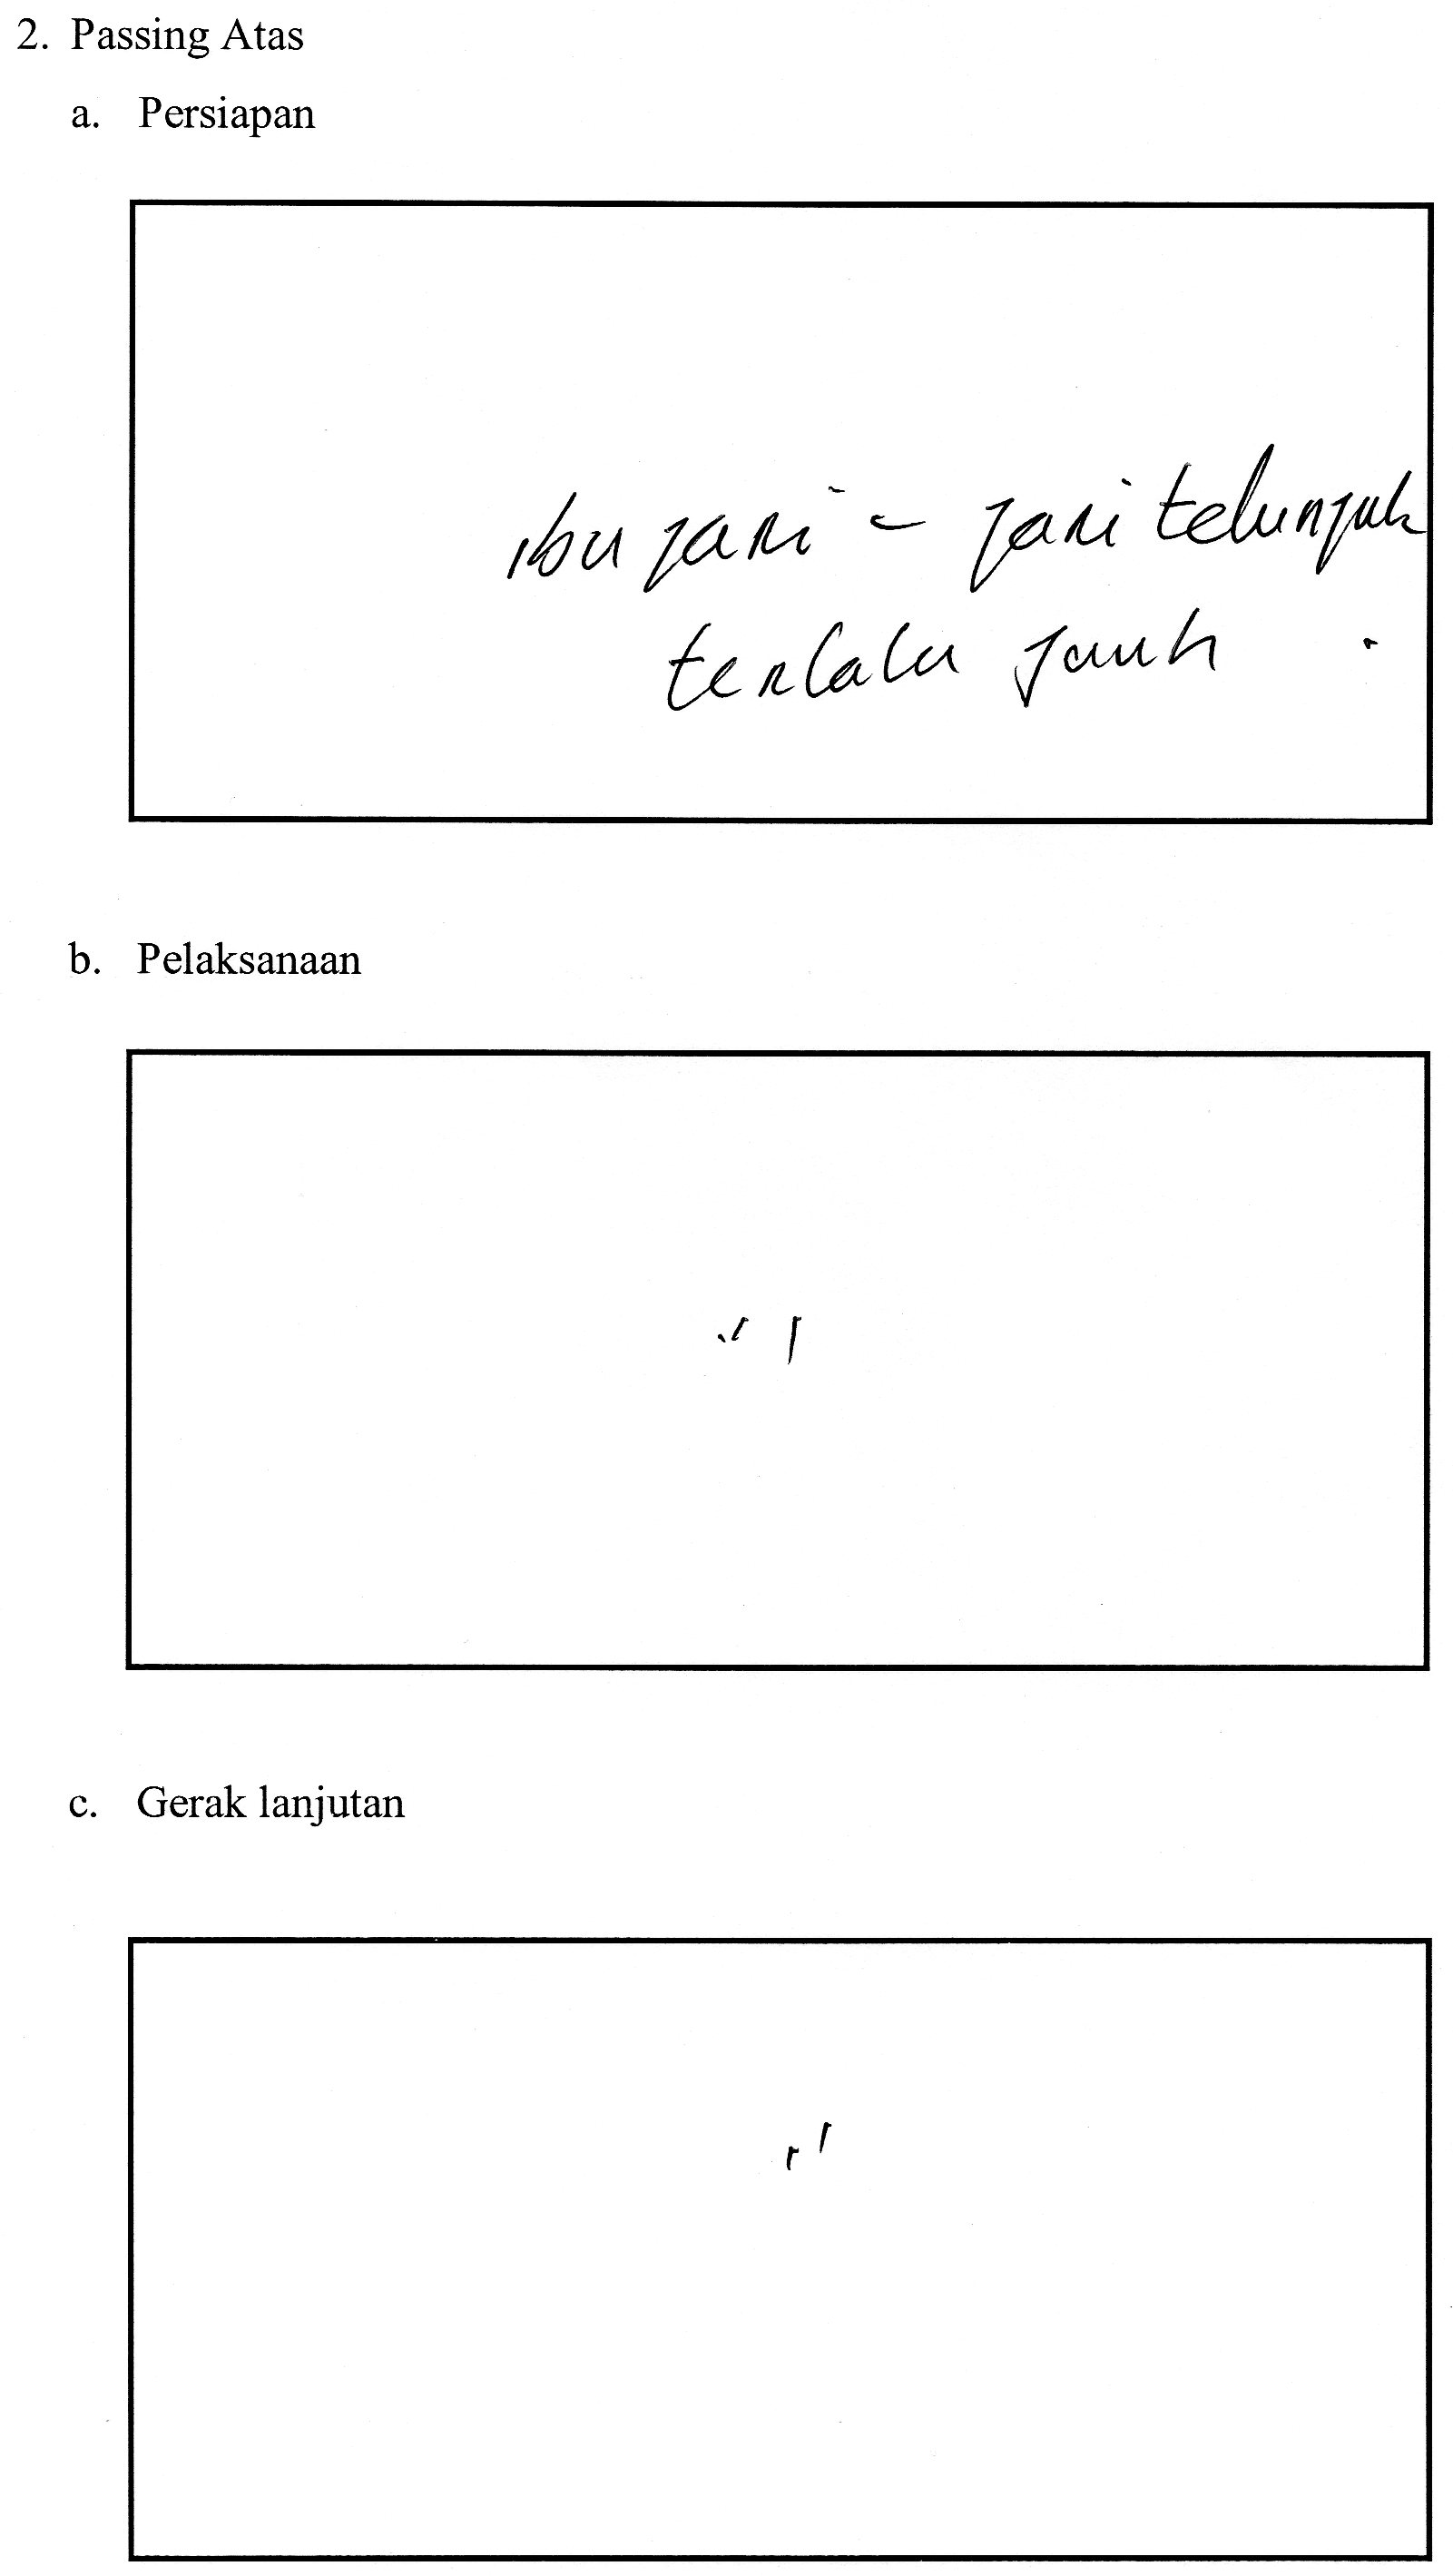 2. Passing Atas
a. Persiapan
ibu jari - jari telunjuk
terlalu jauh .
b. Pelaksanaan
c. Gerak lanjutan